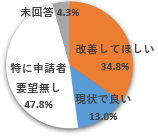 未回答 4.3%
改善してほしい
34.8%
特に申請者
要望無し
47.8%
現状で良い
13.0%